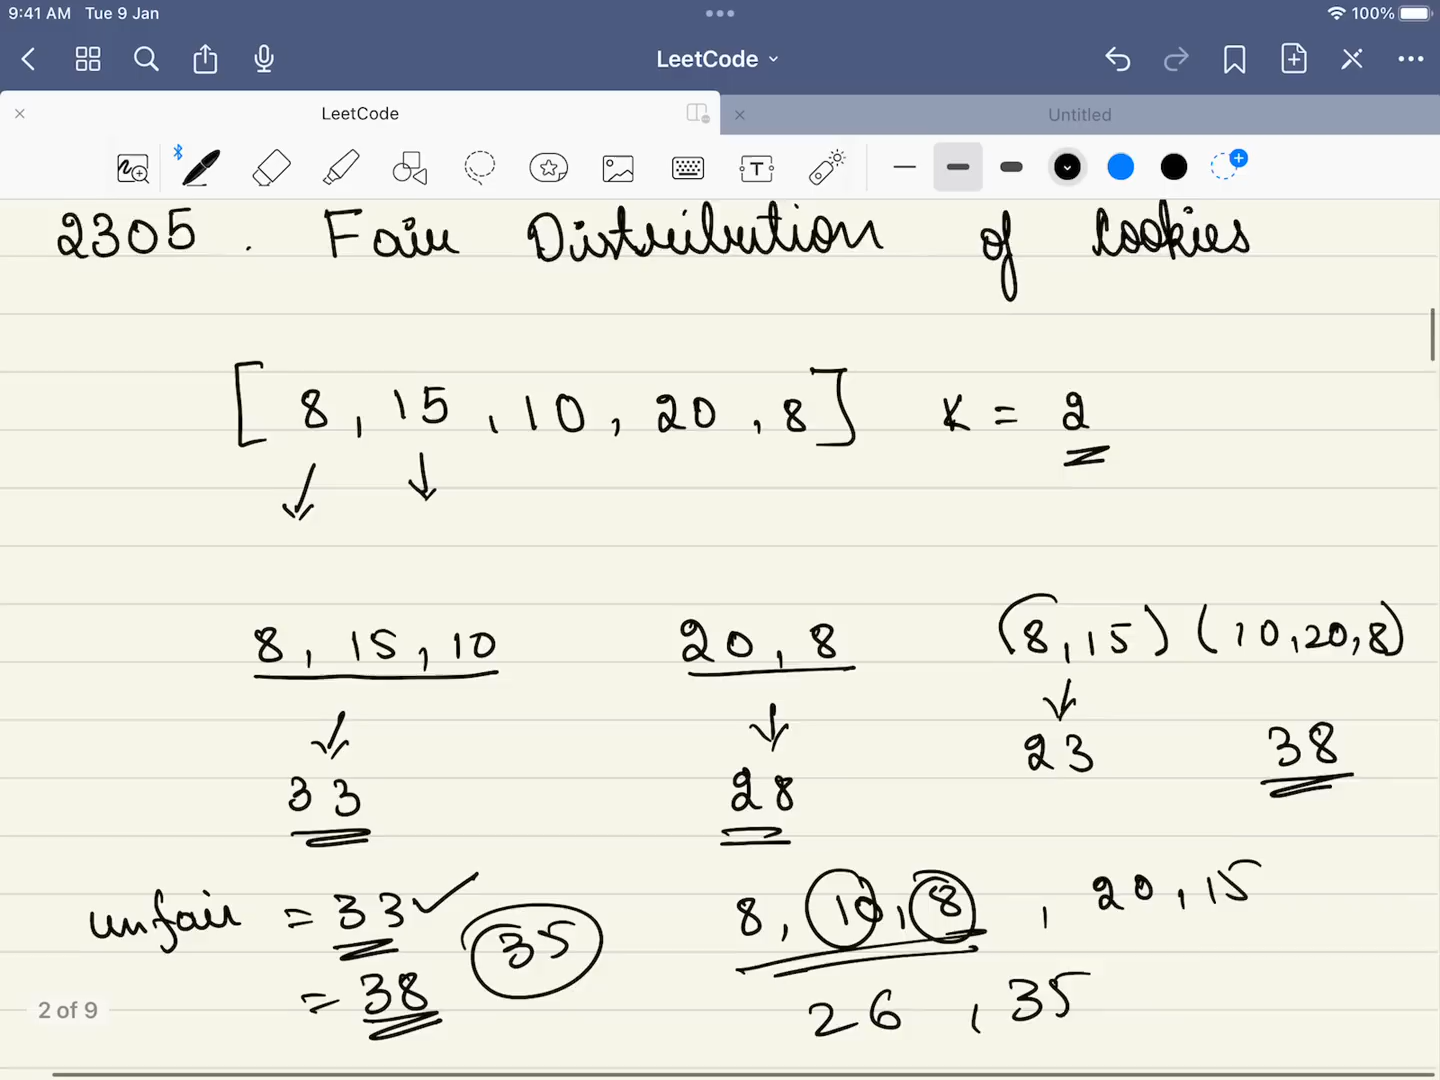 9:41 AM Tue 9 Jan
100%
LeetCode
LeetCode
Untitled
T
2305. Fair Distribution of Cookies
[ 8, 15, 10, 20, 8 ] K = 2
8, 15, 10 20, 8 (8,15) (10,20,8)
33 28 23 38
unfair = 33 35 8, 10, 8, 20, 15
= 38 26, 35
2 of 9